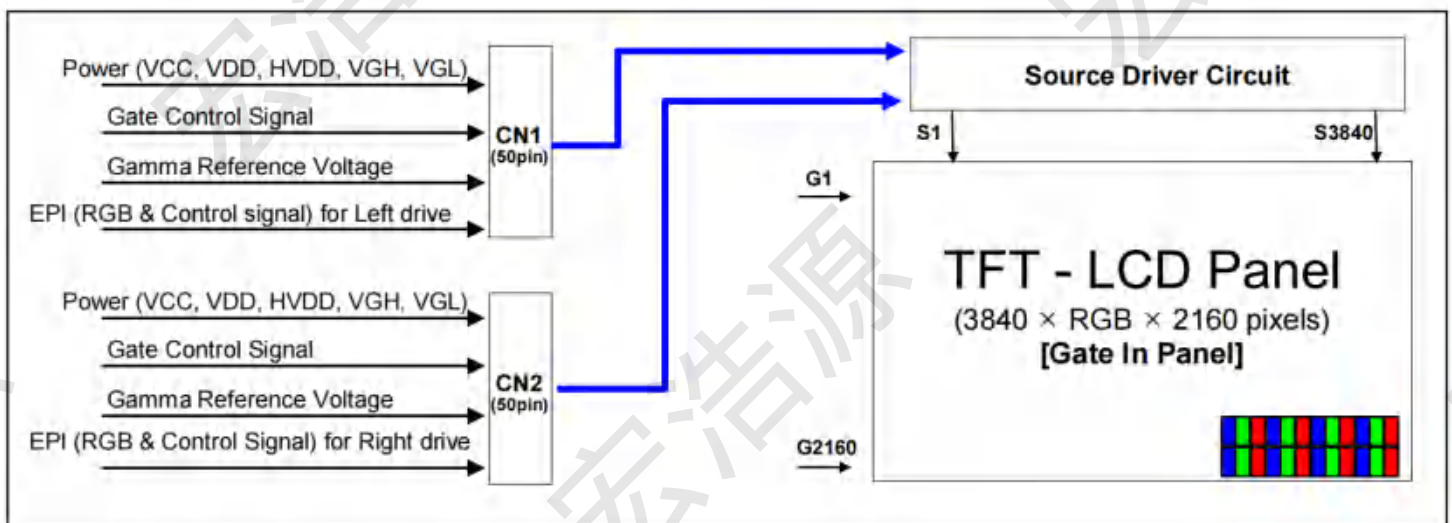 Power (VCC, VDD, HVDD, VGH, VGL)
Gate Control Signal
Gamma Reference Voltage
EPI (RGB & Control signal) for Left drive
CN1
(50pin)
Power (VCC, VDD, HVDD, VGH, VGL)
Gate Control Signal
Gamma Reference Voltage
EPI (RGB & Control Signal) for Right drive
CN2
(50pin)
Source Driver Circuit
S1
S3840
G1
G2160
TFT - LCD Panel
(3840 × RGB × 2160 pixels)
[Gate In Panel]
宏浩源